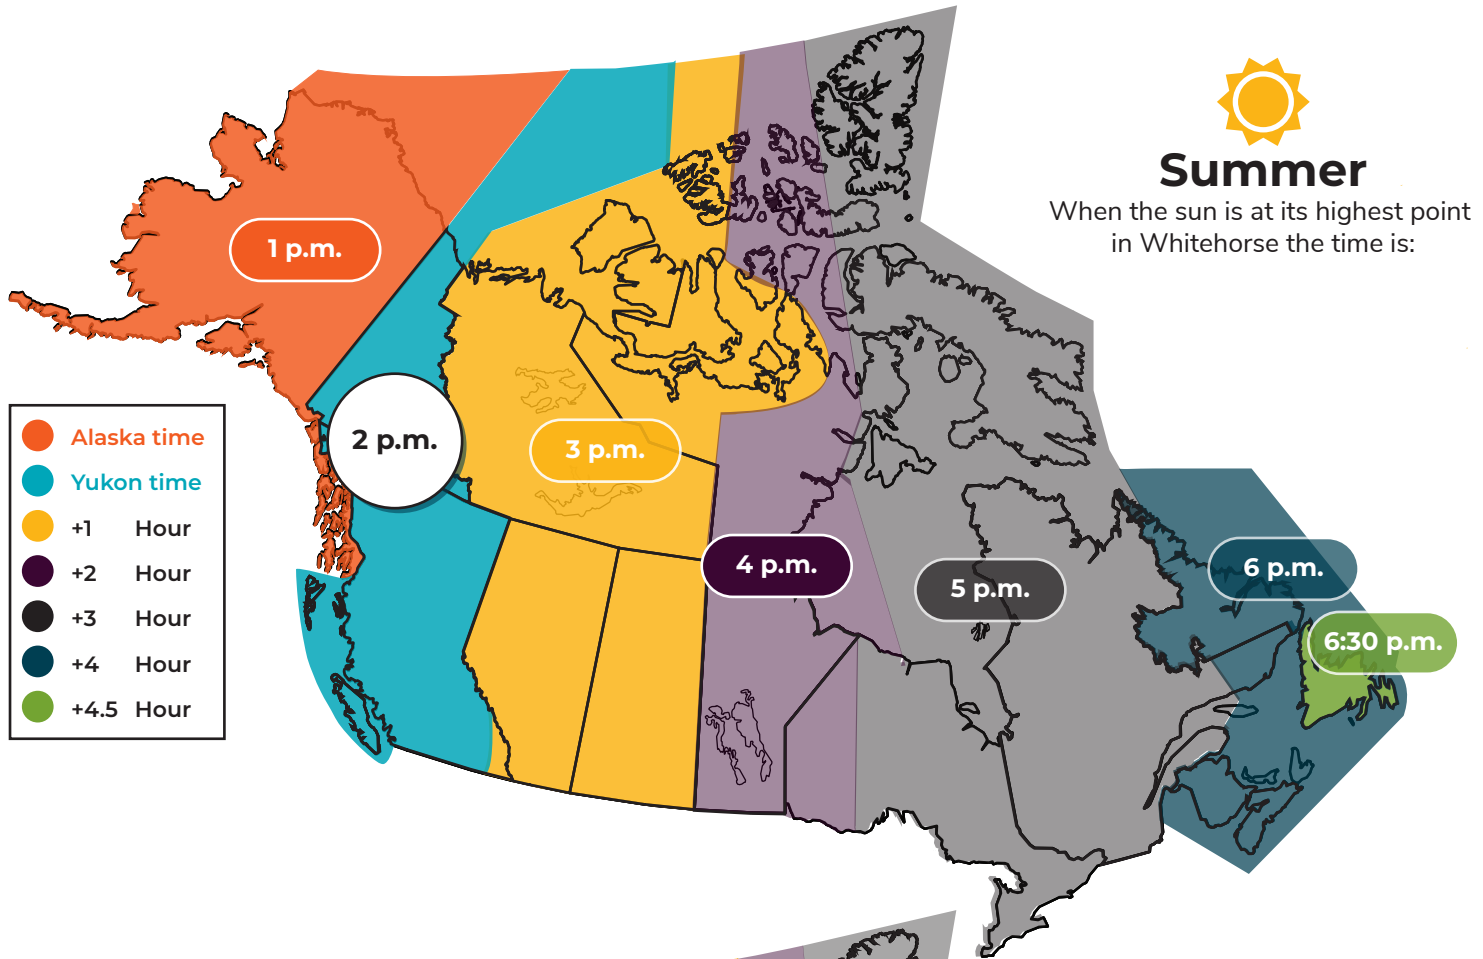 Summer
When the sun is at its highest point
in Whitehorse the time is:
1 p.m.
2 p.m.
3 p.m.
4 p.m.
5 p.m.
6 p.m.
6:30 p.m.
Alaska time
Yukon time
+1 Hour
+2 Hour
+3 Hour
+4 Hour
+4.5 Hour